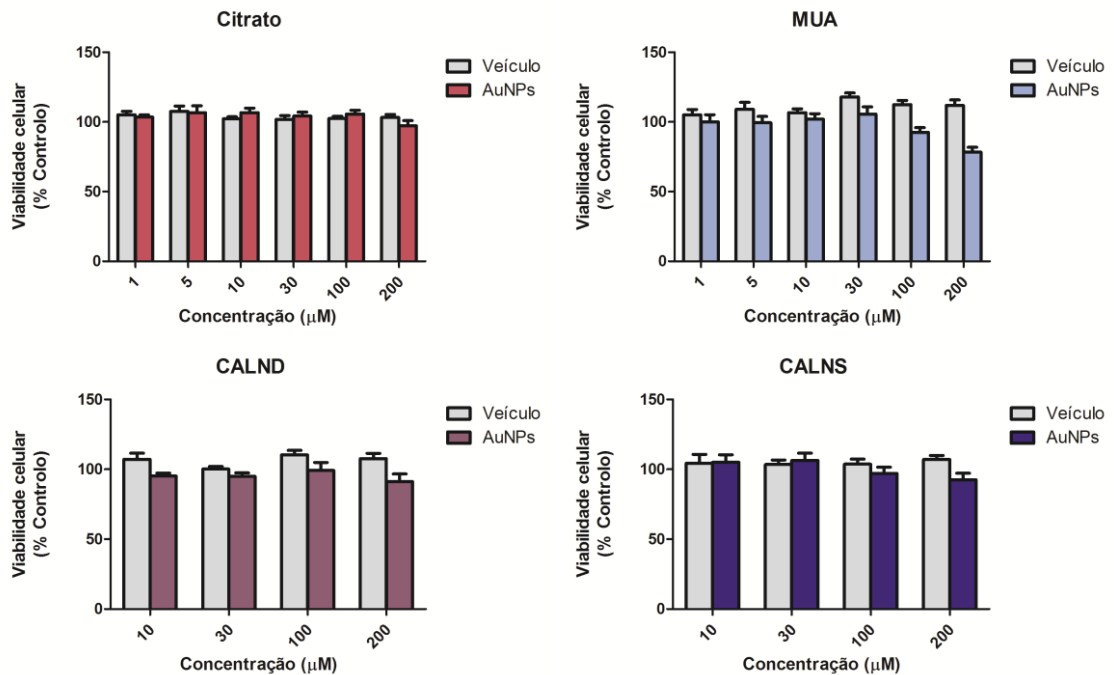 Citrato
150
100
50
0
Viabilidade celular
(% Controlo)
1 5 10 30 100 200
Concentração (μM)
Veículo
AuNPs
MUA
150
100
50
0
Viabilidade celular
(% Controlo)
1 5 10 30 100 200
Concentração (μM)
Veículo
AuNPs
CALND
150
100
50
0
Viabilidade celular
(% Controlo)
10 30 100 200
Concentração (μM)
Veículo
AuNPs
CALNS
150
100
50
0
Viabilidade celular
(% Controlo)
10 30 100 200
Concentração (μM)
Veículo
AuNPs